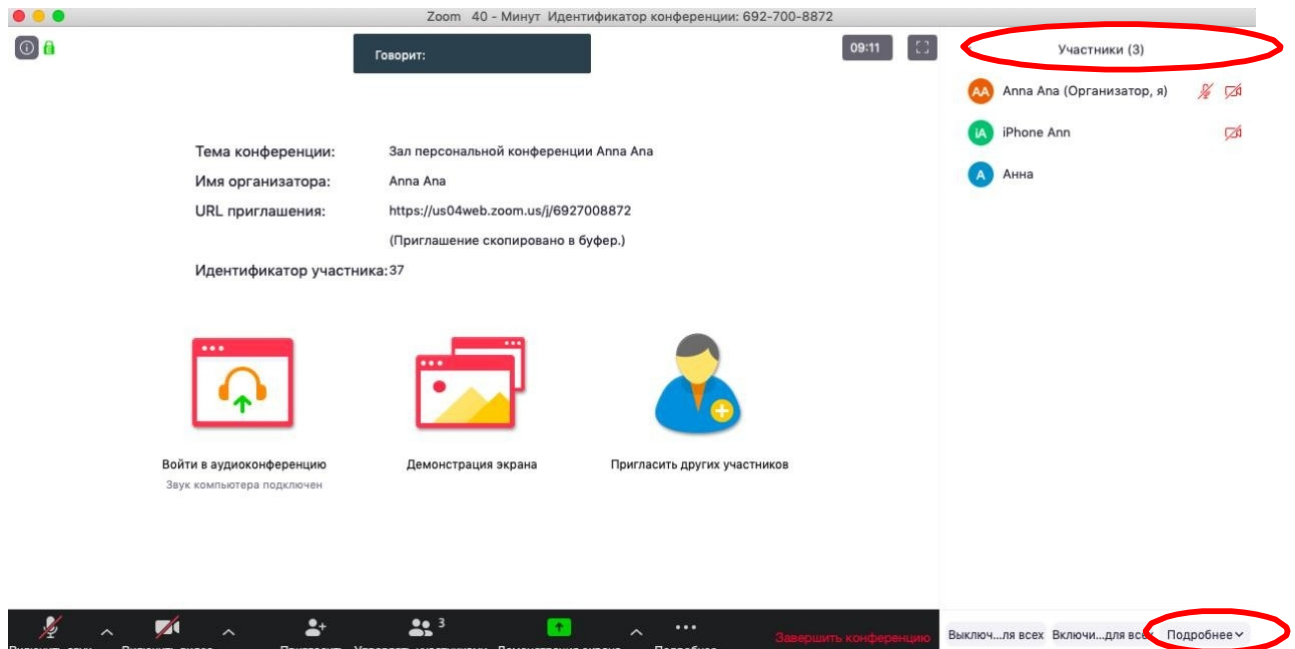 Zoom 40 - Минут Идентификатор конференции: 692-700-8872
Говорит:
09:11
Тема конференции: Зал персональной конференции Anna Ana
Имя организатора: Anna Ana
URL приглашения: https://us04web.zoom.us/j/6927008872
(Приглашение скопировано в буфер.)
Идентификатор участника: 37
Войти в аудиоконференцию
Звук компьютера подключен
Демонстрация экрана
Пригласить других участников
3
Завершить конференцию
Участники (3)
AA Anna Ana (Организатор, я)
iA iPhone Ann
А Анна
Выключ...ля всех Включи...для всех Подробнее